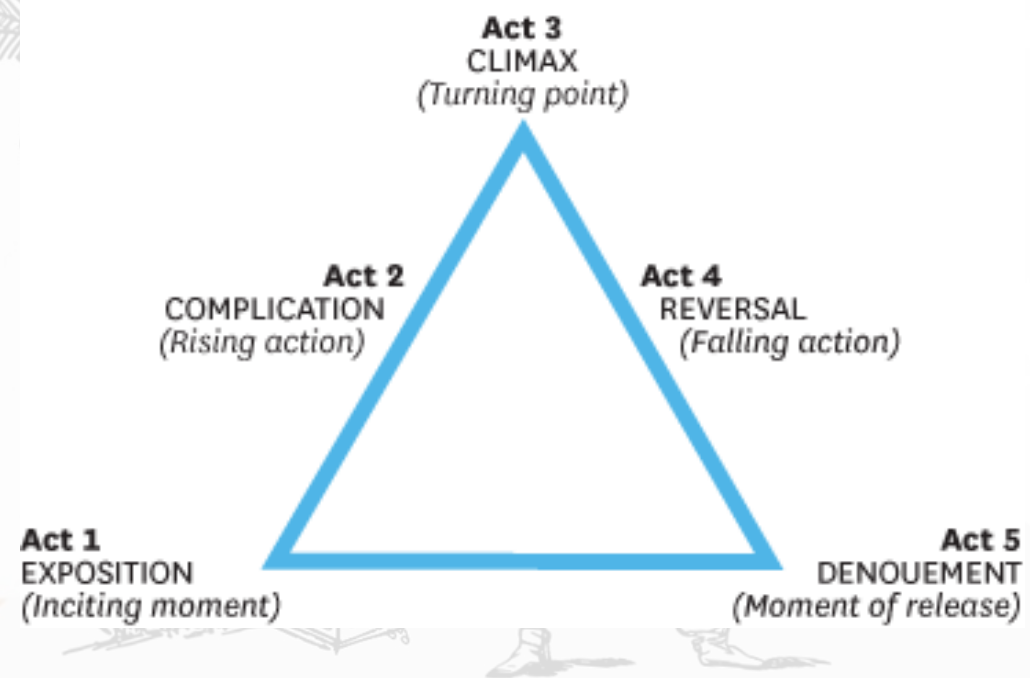 Act 3
CLIMAX
(Turning point)
Act 2
COMPLICATION
(Rising action)
Act 4
REVERSAL
(Falling action)
Act 1
EXPOSITION
(Inciting moment)
Act 5
DENOUEMENT
(Moment of release)